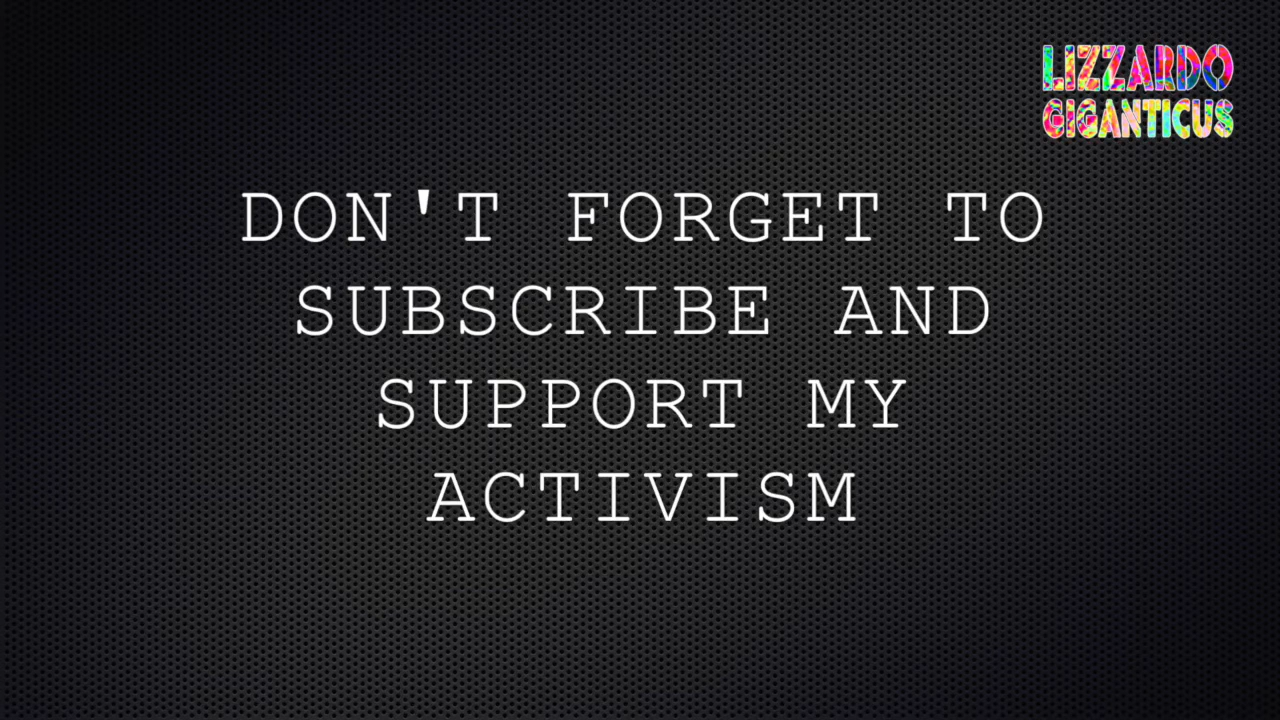 LIZZARDO
GIGANTICUS
DON'T FORGET TO
SUBSCRIBE AND
SUPPORT MY
ACTIVISM